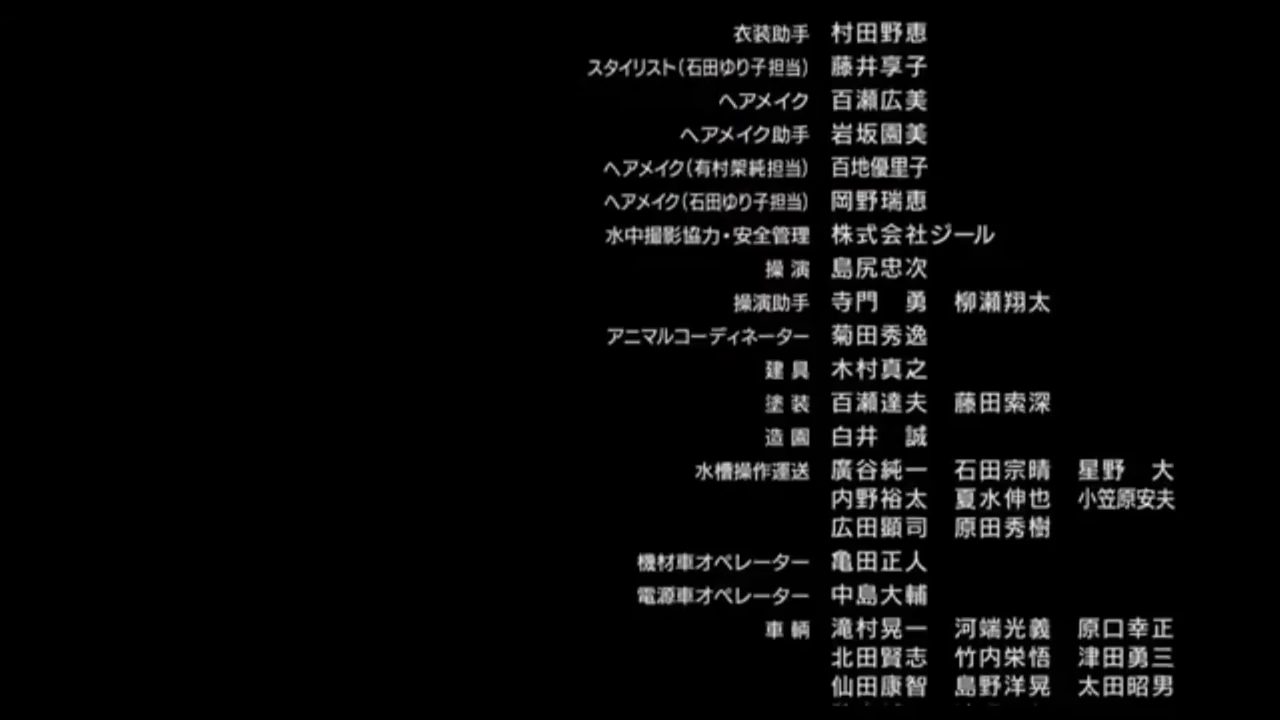 衣装助手 村田野恵
スタイリスト(石田ゆり子担当) 藤井享子
ヘアメイク 百瀬広美
ヘアメイク助手 岩坂園美
ヘアメイク(有村架純担当) 百地優里子
ヘアメイク(石田ゆり子担当) 岡野瑞恵
水中撮影協力・安全管理 株式会社ジール
操 演 島尻忠次
操演助手 寺門　勇　柳瀬翔太
アニマルコーディネーター 菊田秀逸
建 具 木村真之
塗 装 百瀬達夫　藤田索深
造 園 白井　誠
水槽操作運送 廣谷純一　石田宗晴　星野　大
内野裕太　夏水伸也　小笠原安夫
広田顕司　原田秀樹
機材車オペレーター 亀田正人
電源車オペレーター 中島大輔
車 輌 滝村晃一　河端光義　原口幸正
北田賢志　竹内栄悟　津田勇三
仙田康智　島野洋晃　太田昭男